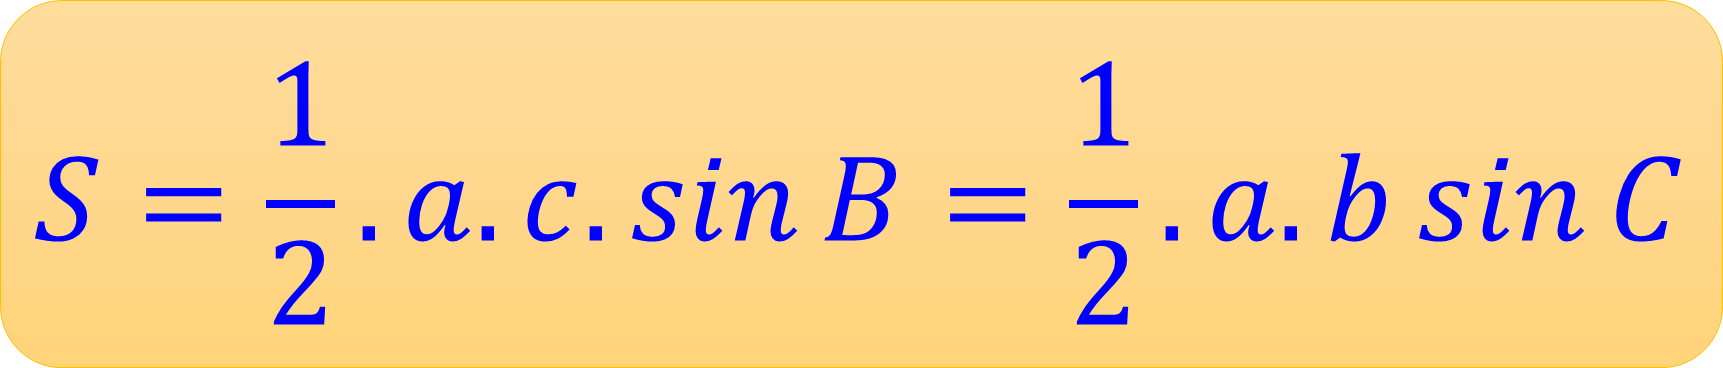 S = 1/2 . a. c. sin B = 1/2 . a. b sin C